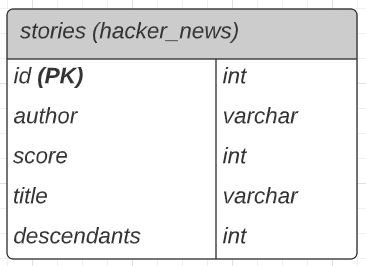 stories (hacker_news)
id (PK) int
author varchar
score int
title varchar
descendants int